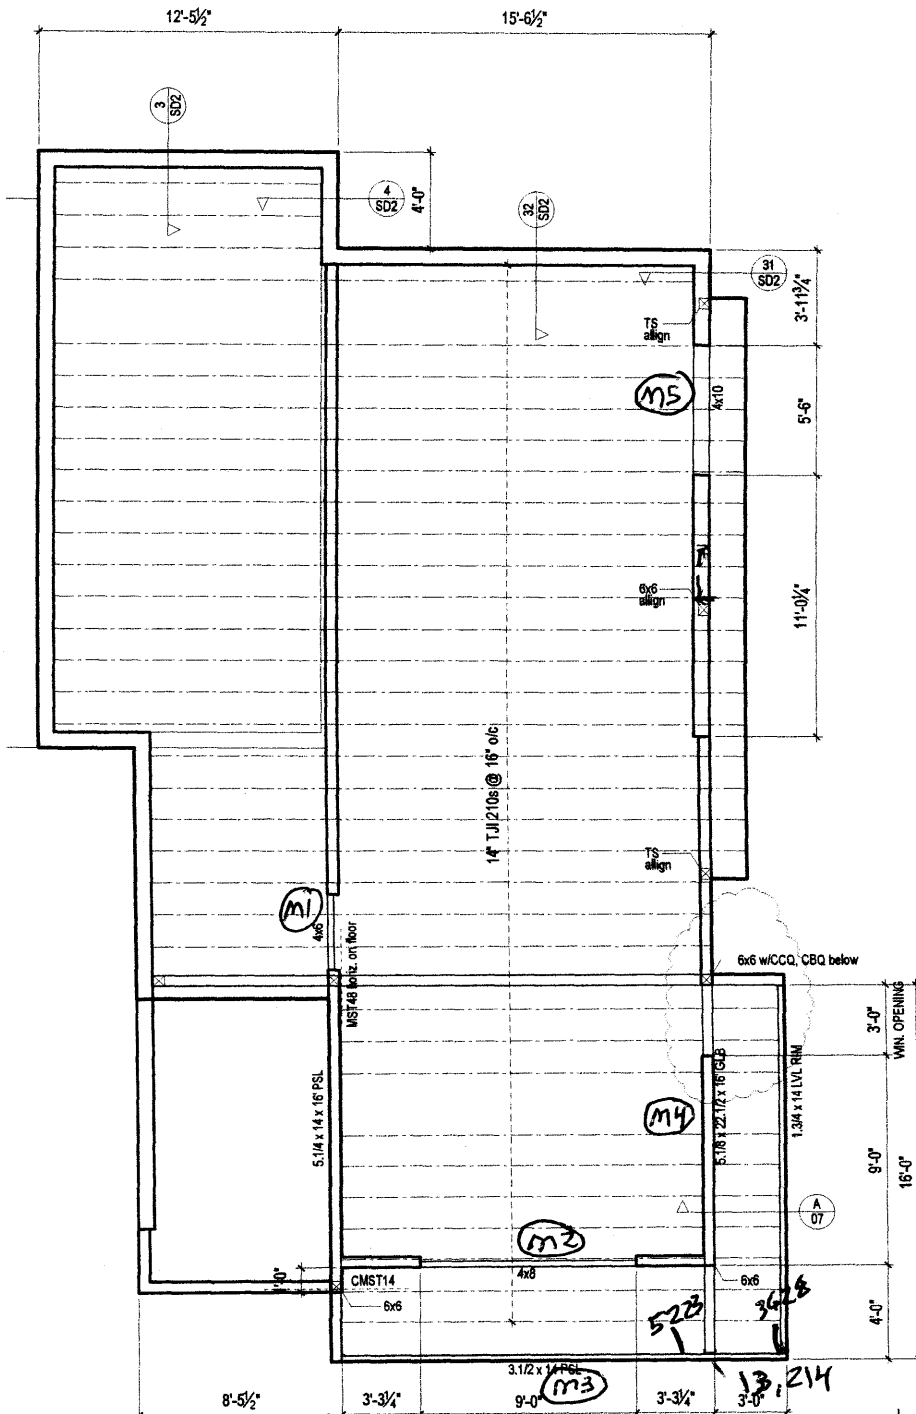 12'-5½"
15'-6½"
3
SD2
4
SD2
4'-0"
32
SD2
31
SD2
3'-11¾"
TS
allign
M5
4x10
5'-6"
6x6
allign
11'-0¼"
14" TJI 210s @ 16" o/c
TS
allign
M1
4x6
MST48 horiz. on floor
6x6 w/CCQ, CBQ below
3'-0"
WIN. OPENING
5.1/4 x 14 x 16' PSL
M4
5.1/8 x 22.1/2 x 16' GLB
1.3/4 x 14 LVL RIM
9'-0"
16'-0"
A
07
M2
4x8
CMST14
6x6
6x6
1'-0"
5223
3628
4'-0"
3.1/2 x 14 PSL
M3
13,214
8'-5½"
3'-3¼"
9'-0"
3'-3¼"
3'-0"